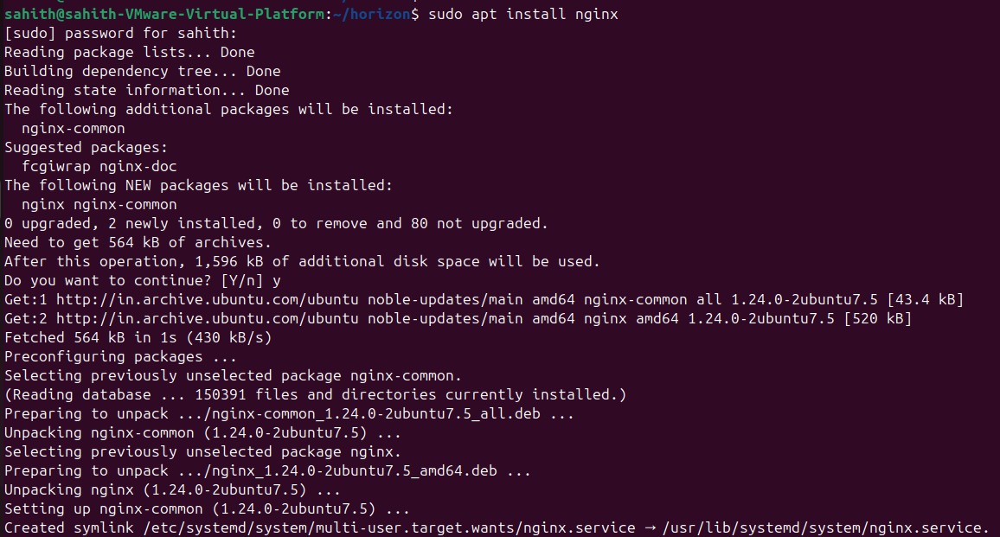 sahith@sahith-VMware-Virtual-Platform:~/horizon$ sudo apt install nginx
[sudo] password for sahith:
Reading package lists... Done
Building dependency tree... Done
Reading state information... Done
The following additional packages will be installed:
  nginx-common
Suggested packages:
  fcgiwrap nginx-doc
The following NEW packages will be installed:
  nginx nginx-common
0 upgraded, 2 newly installed, 0 to remove and 80 not upgraded.
Need to get 564 kB of archives.
After this operation, 1,596 kB of additional disk space will be used.
Do you want to continue? [Y/n] y
Get:1 http://in.archive.ubuntu.com/ubuntu noble-updates/main amd64 nginx-common all 1.24.0-2ubuntu7.5 [43.4 kB]
Get:2 http://in.archive.ubuntu.com/ubuntu noble-updates/main amd64 nginx amd64 1.24.0-2ubuntu7.5 [520 kB]
Fetched 564 kB in 1s (430 kB/s)
Preconfiguring packages ...
Selecting previously unselected package nginx-common.
(Reading database ... 150391 files and directories currently installed.)
Preparing to unpack .../nginx-common_1.24.0-2ubuntu7.5_all.deb ...
Unpacking nginx-common (1.24.0-2ubuntu7.5) ...
Selecting previously unselected package nginx.
Preparing to unpack .../nginx_1.24.0-2ubuntu7.5_amd64.deb ...
Unpacking nginx (1.24.0-2ubuntu7.5) ...
Setting up nginx-common (1.24.0-2ubuntu7.5) ...
Created symlink /etc/systemd/system/multi-user.target.wants/nginx.service → /usr/lib/systemd/system/nginx.service.